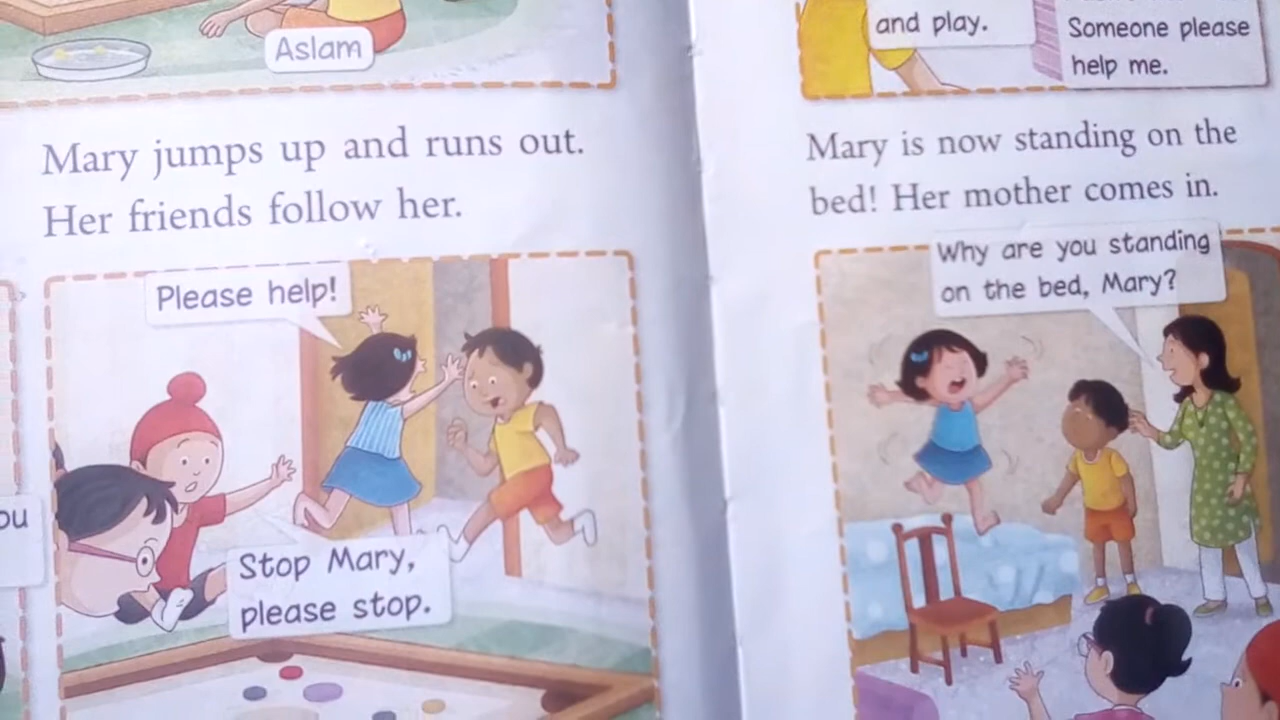 Aslam
Mary jumps up and runs out.
Her friends follow her.
Please help!
ou
Stop Mary,
please stop.
and play.
Someone please
help me.
Mary is now standing on the
bed! Her mother comes in.
Why are you standing
on the bed, Mary?